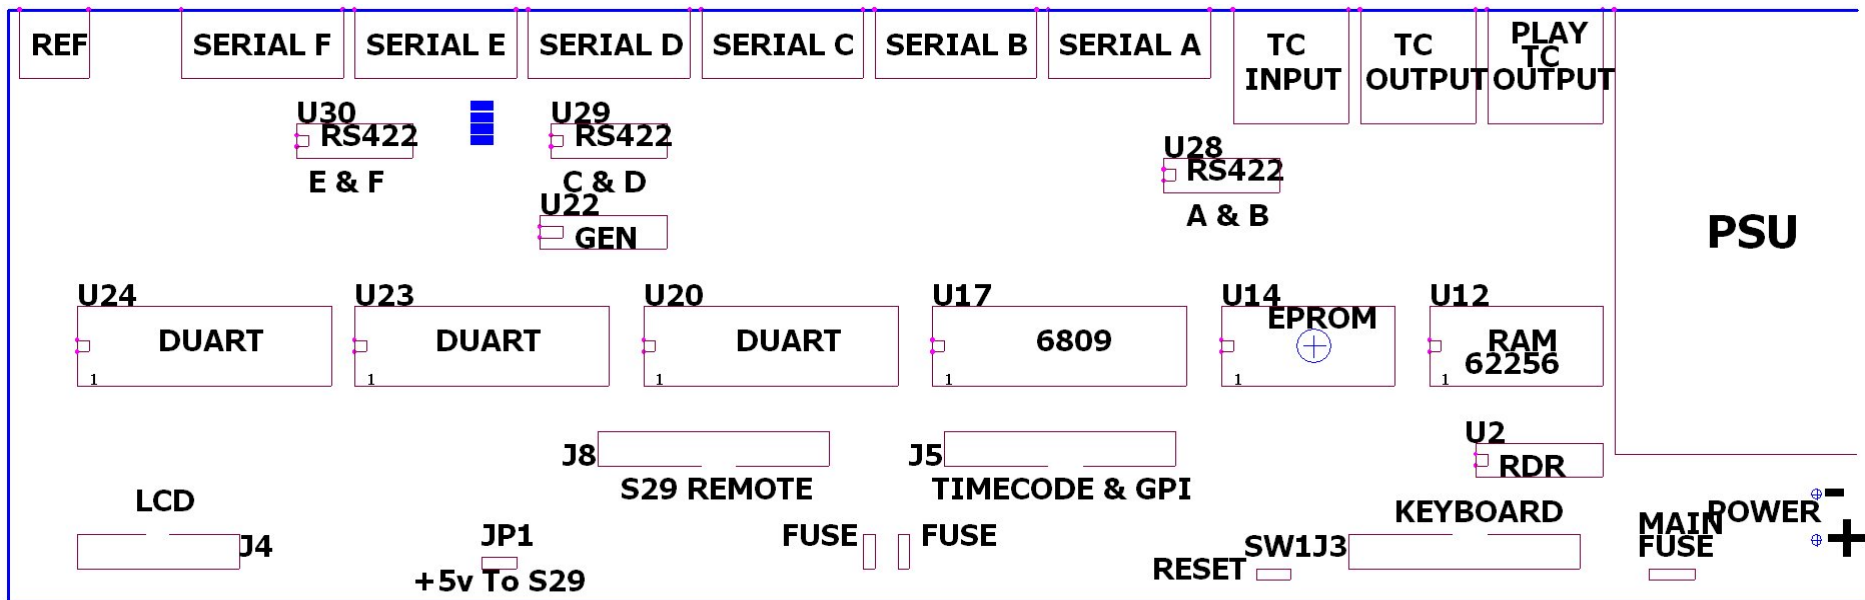 REF
SERIAL F
SERIAL E
SERIAL D
SERIAL C
SERIAL B
SERIAL A
TC
INPUT
TC
OUTPUT
PLAY
TC
OUTPUT
U30
RS422
E & F
U29
RS422
C & D
U28
RS422
A & B
U22
GEN
PSU
U24
DUART
1
U23
DUART
1
U20
DUART
1
U17
6809
1
U14
EPROM
1
U12
RAM
62256
1
J8
S29 REMOTE
J5
TIMECODE & GPI
U2
RDR
LCD
J4
JP1
+5v To S29
FUSE
FUSE
RESET
SW1
J3
KEYBOARD
MAIN
FUSE
POWER
-
+